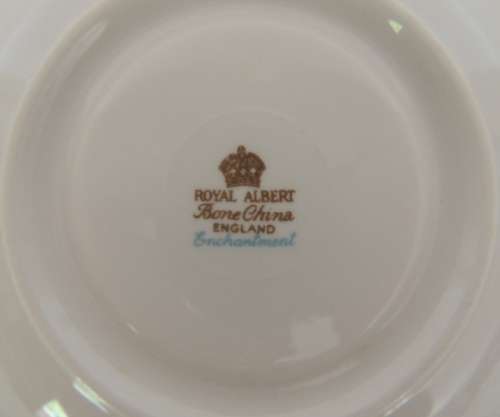 ROYAL ALBERT
Bone China
ENGLAND
Enchantment